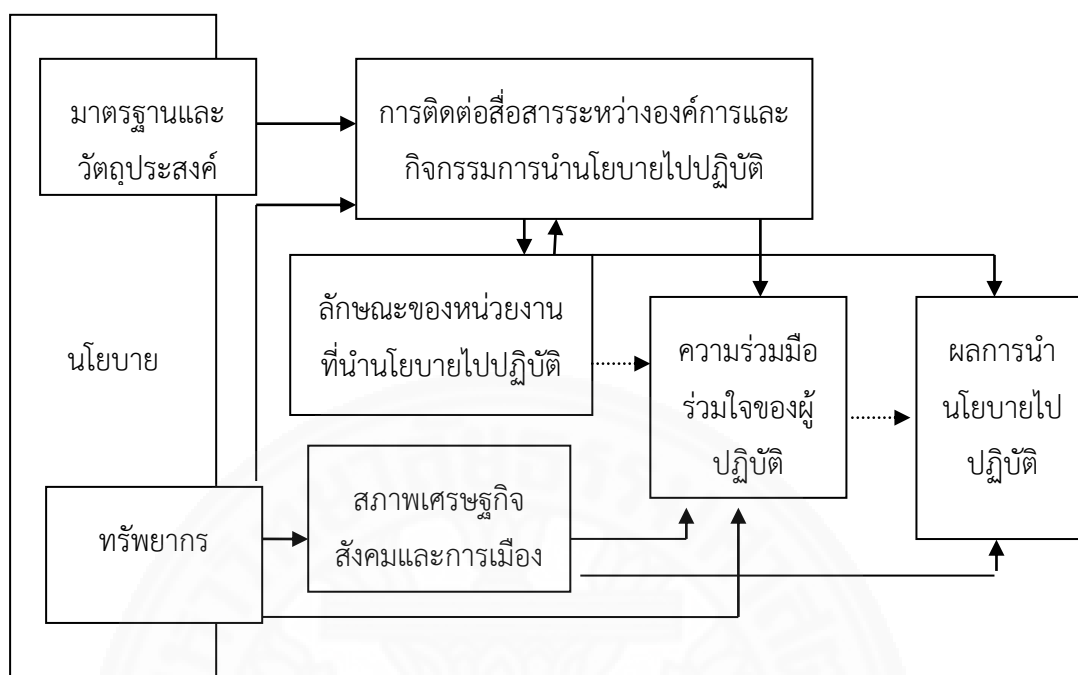 มาตรฐานและ
วัตถุประสงค์
การติดต่อสื่อสารระหว่างองค์การและ
กิจกรรมการนำนโยบายไปปฏิบัติ
นโยบาย
ลักษณะของหน่วยงาน
ที่นำนโยบายไปปฏิบัติ
ความร่วมมือ
ร่วมใจของผู้
ปฏิบัติ
ผลการนำ
นโยบายไป
ปฏิบัติ
ทรัพยากร
สภาพเศรษฐกิจ
สังคมและการเมือง